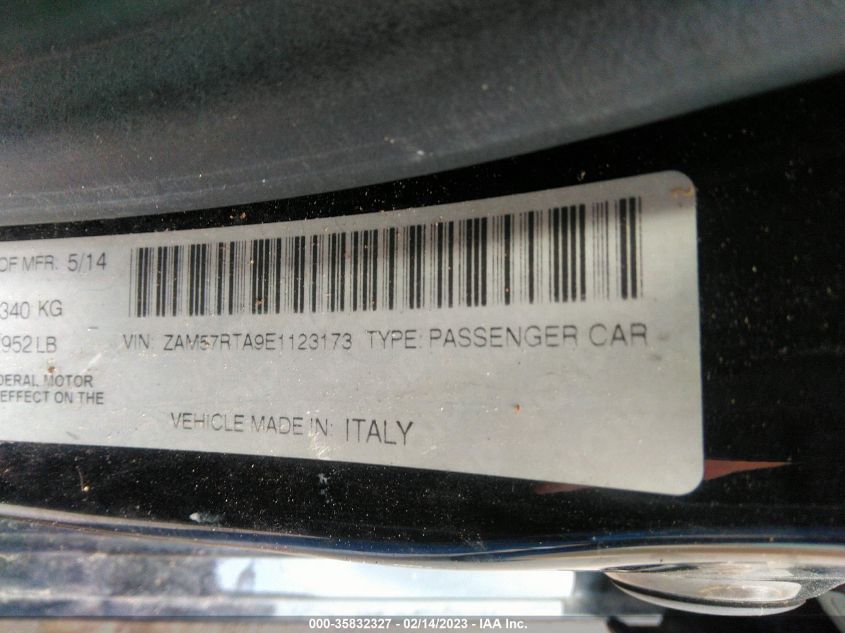 OF MFR: 5/14
340 KG
952 LB
VIN: ZAM57RTA9E1123173 TYPE: PASSENGER CAR
DERAL MOTOR
EFFECT ON THE
VEHICLE MADE IN: ITALY
000-35832327 - 02/14/2023 - IAA Inc.